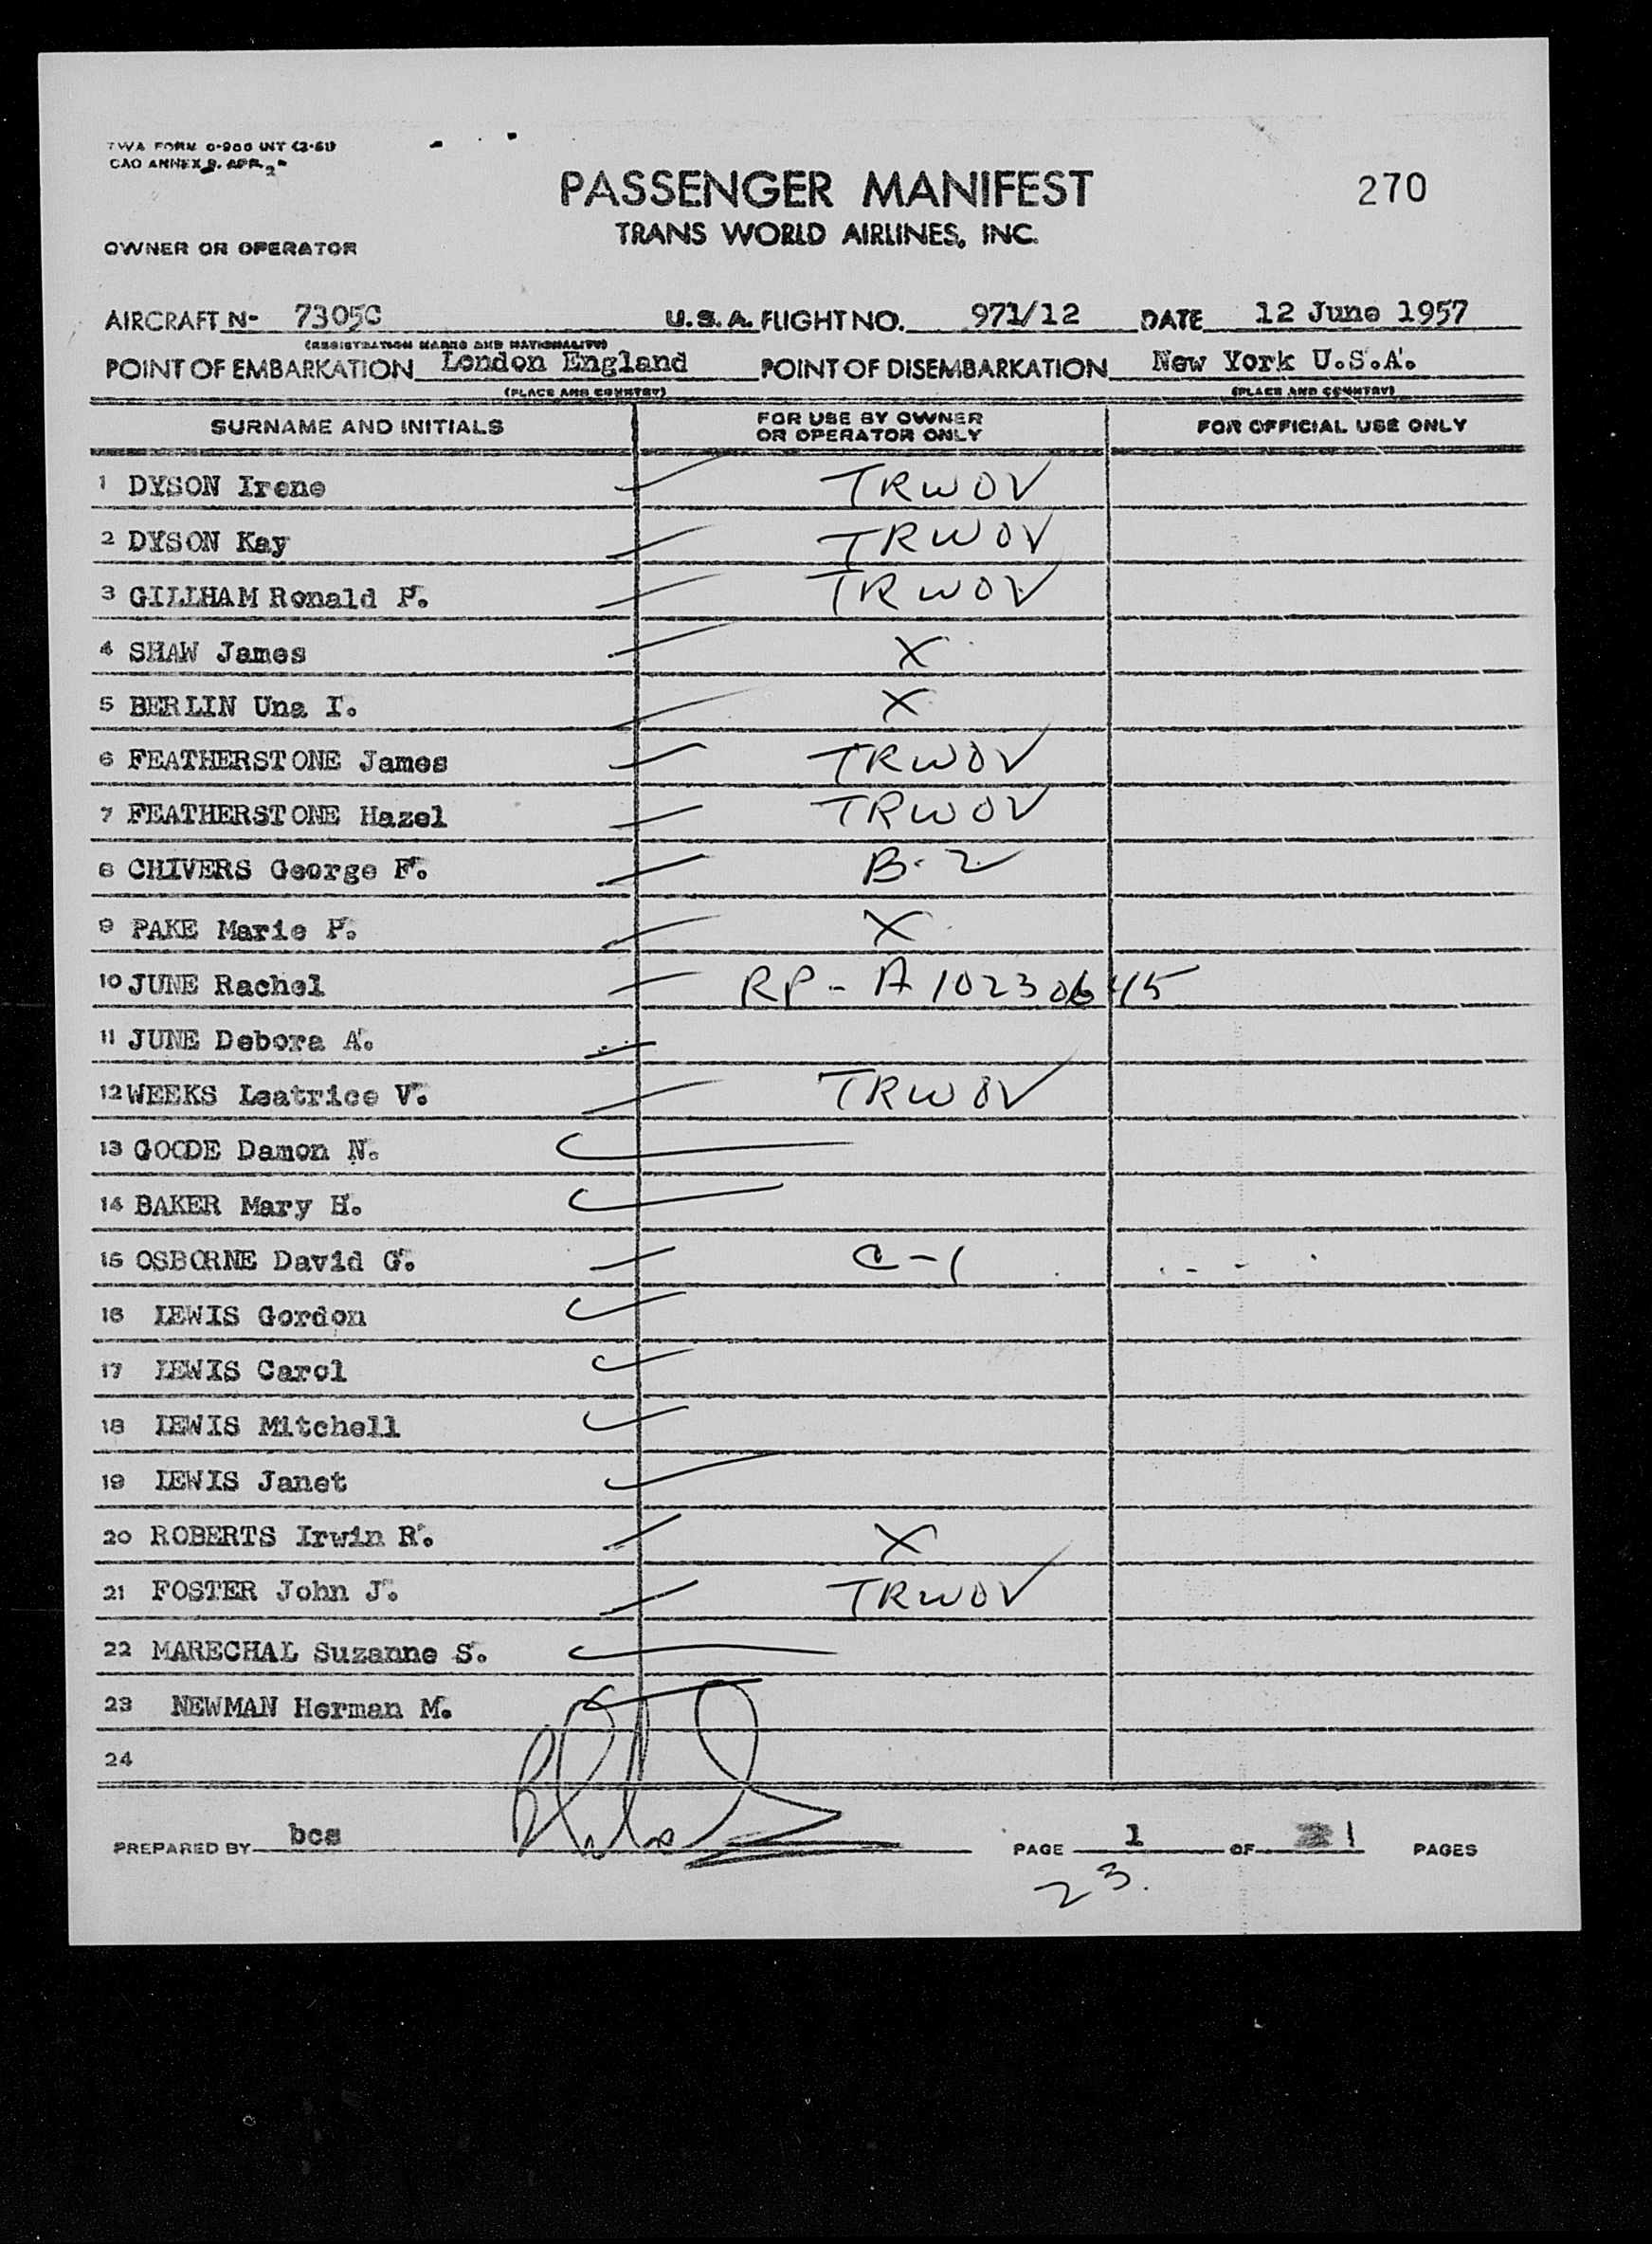 TWA FORM O-900 INT (3-51)
CAO ANNEX 9. APP. 2
PASSENGER MANIFEST
270
TRANS WORLD AIRLINES, INC.
OWNER OR OPERATOR
AIRCRAFT N- 7305C U.S.A. FLIGHT NO. 971/12 DATE 12 June 1957
(REGISTRATION MARKS AND NATIONALITY)
POINT OF EMBARKATION London England POINT OF DISEMBARKATION New York U.S.A.
(PLACE AND COUNTRY) (PLACE AND COUNTRY)
SURNAME AND INITIALS FOR USE BY OWNER OR OPERATOR ONLY FOR OFFICIAL USE ONLY
1 DYSON Irene TRWOV
2 DYSON Kay TRWOV
3 GILLHAM Ronald P. TRWOV
4 SHAW James X
5 BERLIN Una I. X
6 FEATHERSTONE James TRWOV
7 FEATHERSTONE Hazel TRWOV
8 CHIVERS George F. B-2
9 PAKE Marie P. X
10 JUNE Rachel RP-A10230645
11 JUNE Debora A.
12 WEEKS Leatrice V. TRWOV
13 GOODE Damon N.
14 BAKER Mary H.
15 OSBORNE David G. C-1
16 LEWIS Gordon
17 LEWIS Carol
18 LEWIS Mitchell
19 LEWIS Janet
20 ROBERTS Irwin R. X
21 FOSTER John J. TRWOV
22 MARECHAL Suzanne S.
23 NEWMAN Herman M.
24
PREPARED BY bcs PAGE 1 OF 1 PAGES
23.